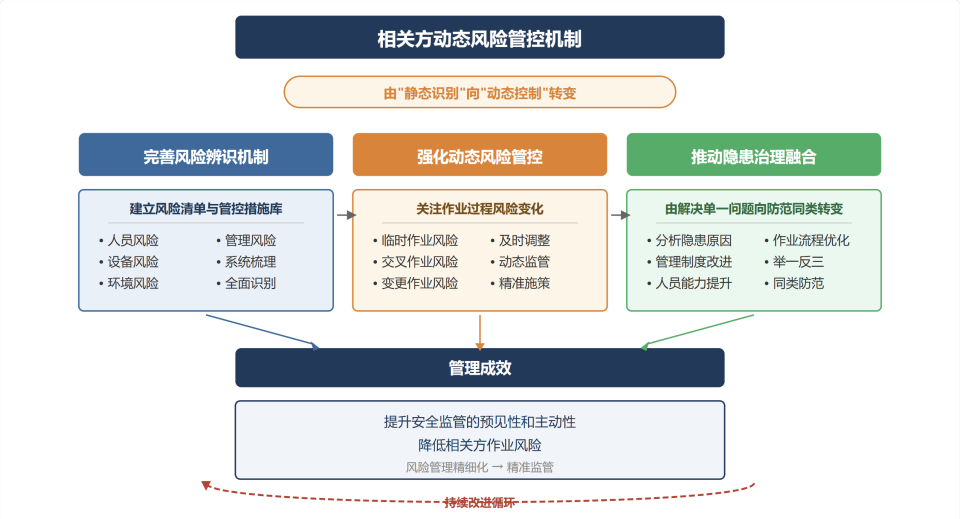 相关方动态风险管控机制
由"静态识别"向"动态控制"转变
完善风险辨识机制
建立风险清单与管控措施库
• 人员风险
• 管理风险
• 设备风险
• 系统梳理
• 环境风险
• 全面识别
强化动态风险管控
关注作业过程风险变化
• 临时作业风险
• 及时调整
• 交叉作业风险
• 动态监管
• 变更作业风险
• 精准施策
推动隐患治理融合
由解决单一问题向防范同类转变
• 分析隐患原因
• 作业流程优化
• 管理制度改进
• 举一反三
• 人员能力提升
• 同类防范
管理成效
提升安全监管的预见性和主动性
降低相关方作业风险
风险管理精细化 → 精准监管
持续改进循环